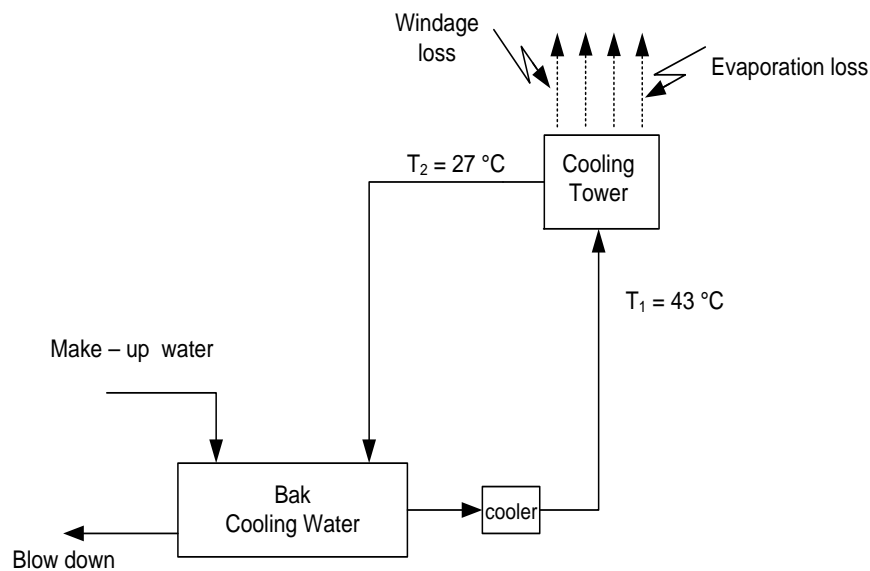 Windage
loss
Evaporation loss
T₂ = 27 °C
Cooling
Tower
T₁ = 43 °C
Make – up water
Bak
Cooling Water
cooler
Blow down